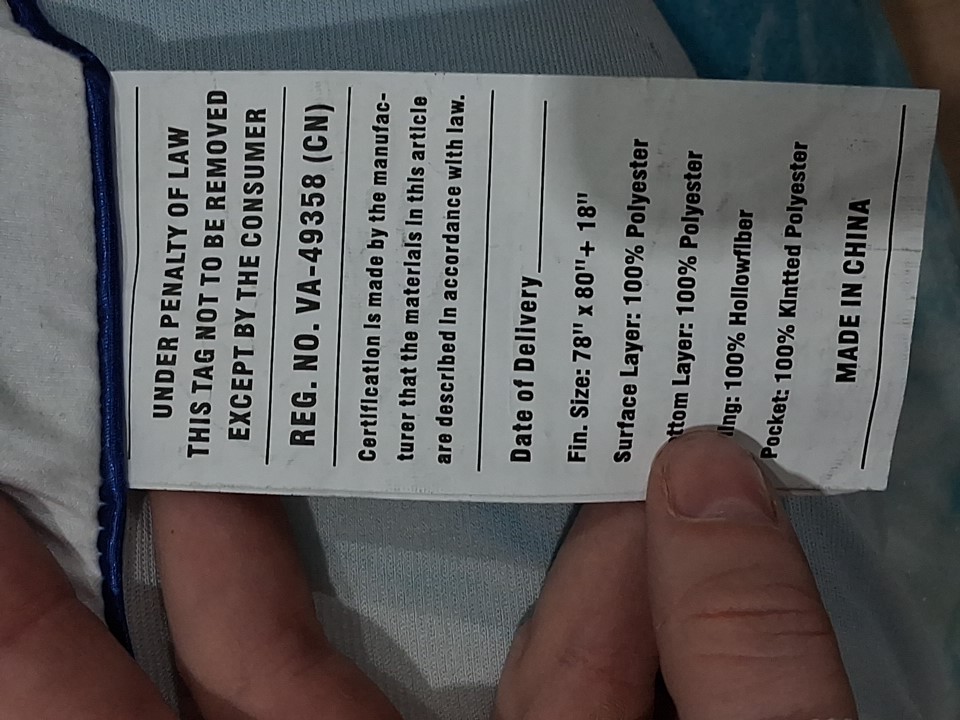 UNDER PENALTY OF LAW
THIS TAG NOT TO BE REMOVED
EXCEPT BY THE CONSUMER
REG. NO. VA-49358 (CN)
Certification is made by the manufac-
turer that the materials in this article
are described in accordance with law.
Date of Delivery
Fin. Size: 78" x 80"+ 18"
Surface Layer: 100% Polyester
ttom Layer: 100% Polyester
ing: 100% Hollowfiber
Pocket: 100% Kintted Polyester
MADE IN CHINA